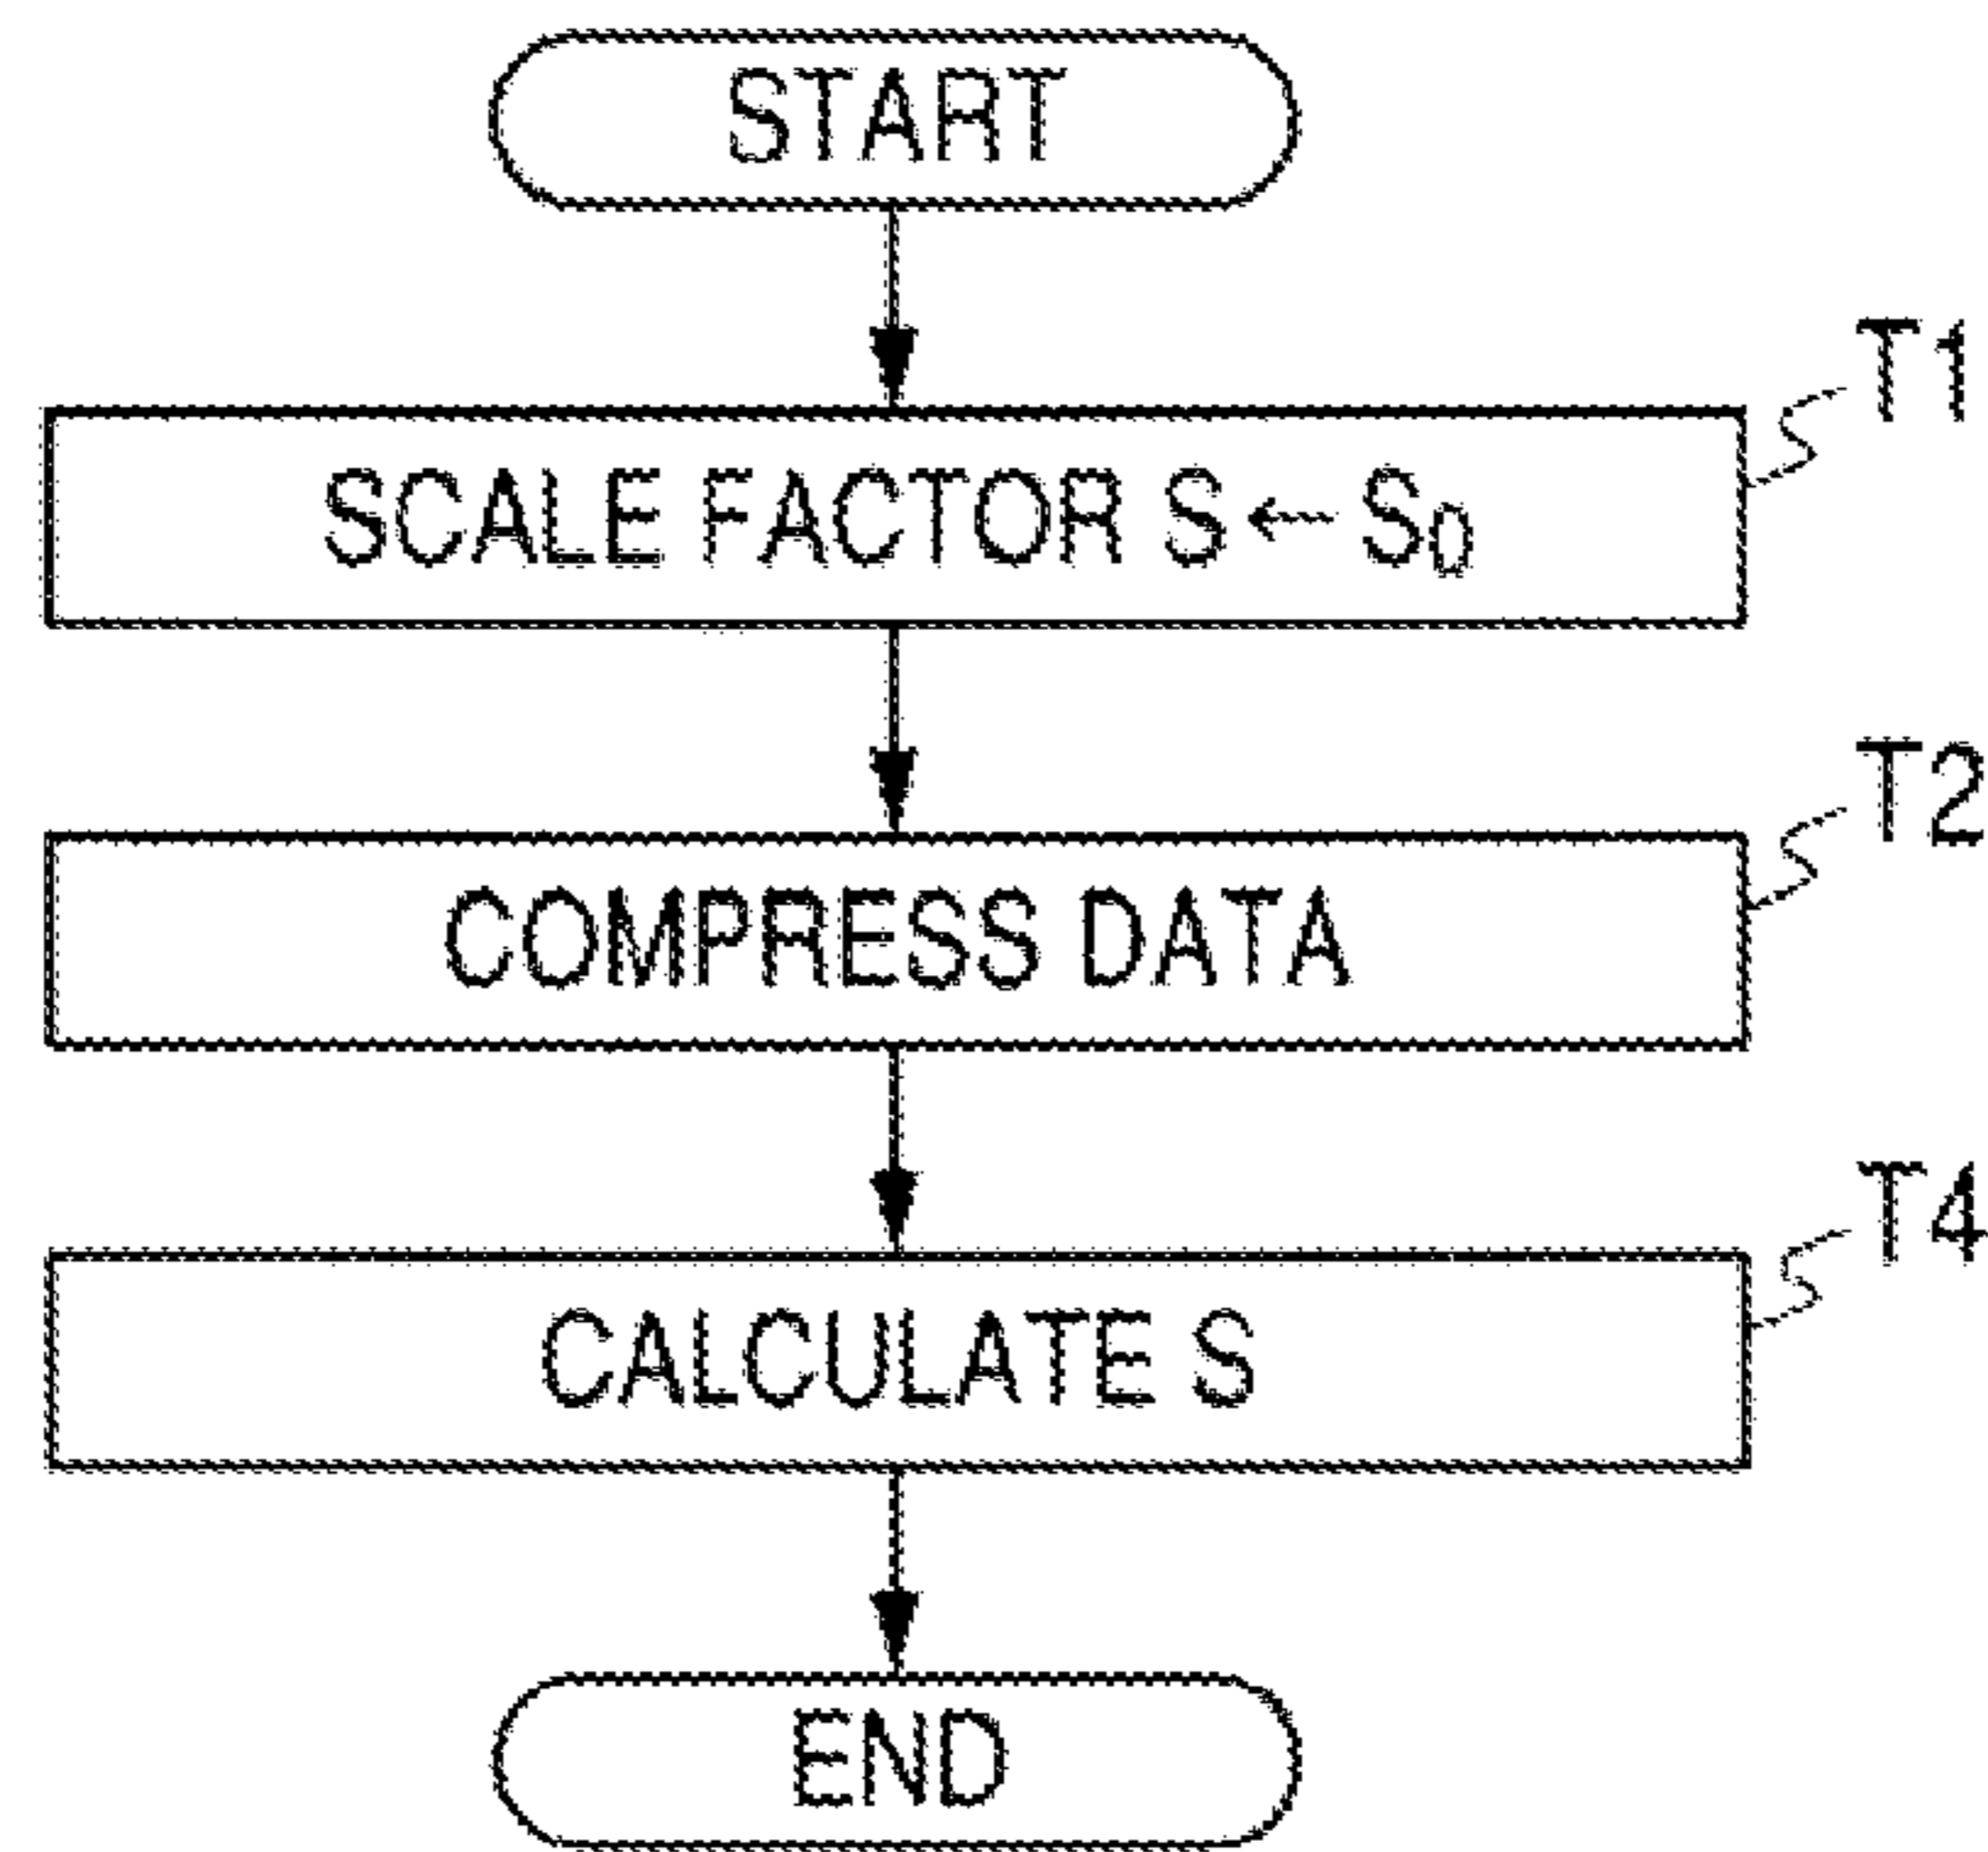 START
T1
SCALE FACTOR S ← S₀
T2
COMPRESS DATA
T4
CALCULATE S
END